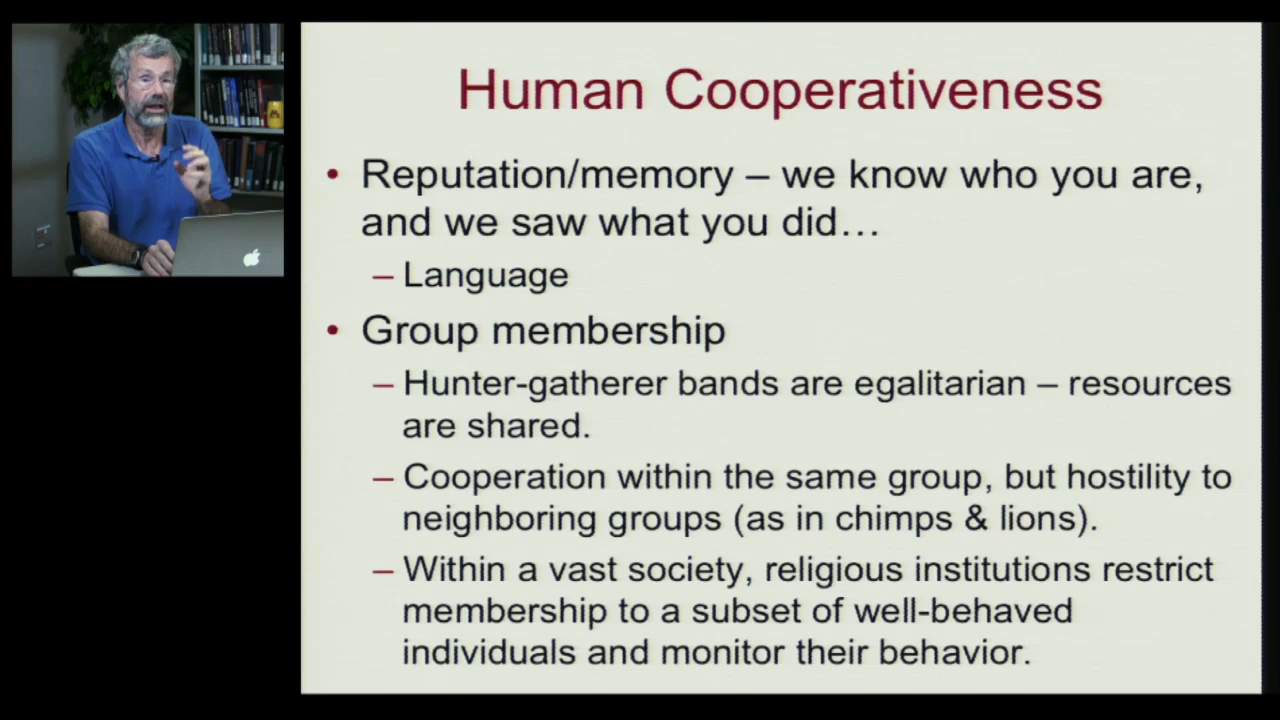 Human Cooperativeness
• Reputation/memory – we know who you are,
and we saw what you did…
– Language
• Group membership
– Hunter-gatherer bands are egalitarian – resources
are shared.
– Cooperation within the same group, but hostility to
neighboring groups (as in chimps & lions).
– Within a vast society, religious institutions restrict
membership to a subset of well-behaved
individuals and monitor their behavior.